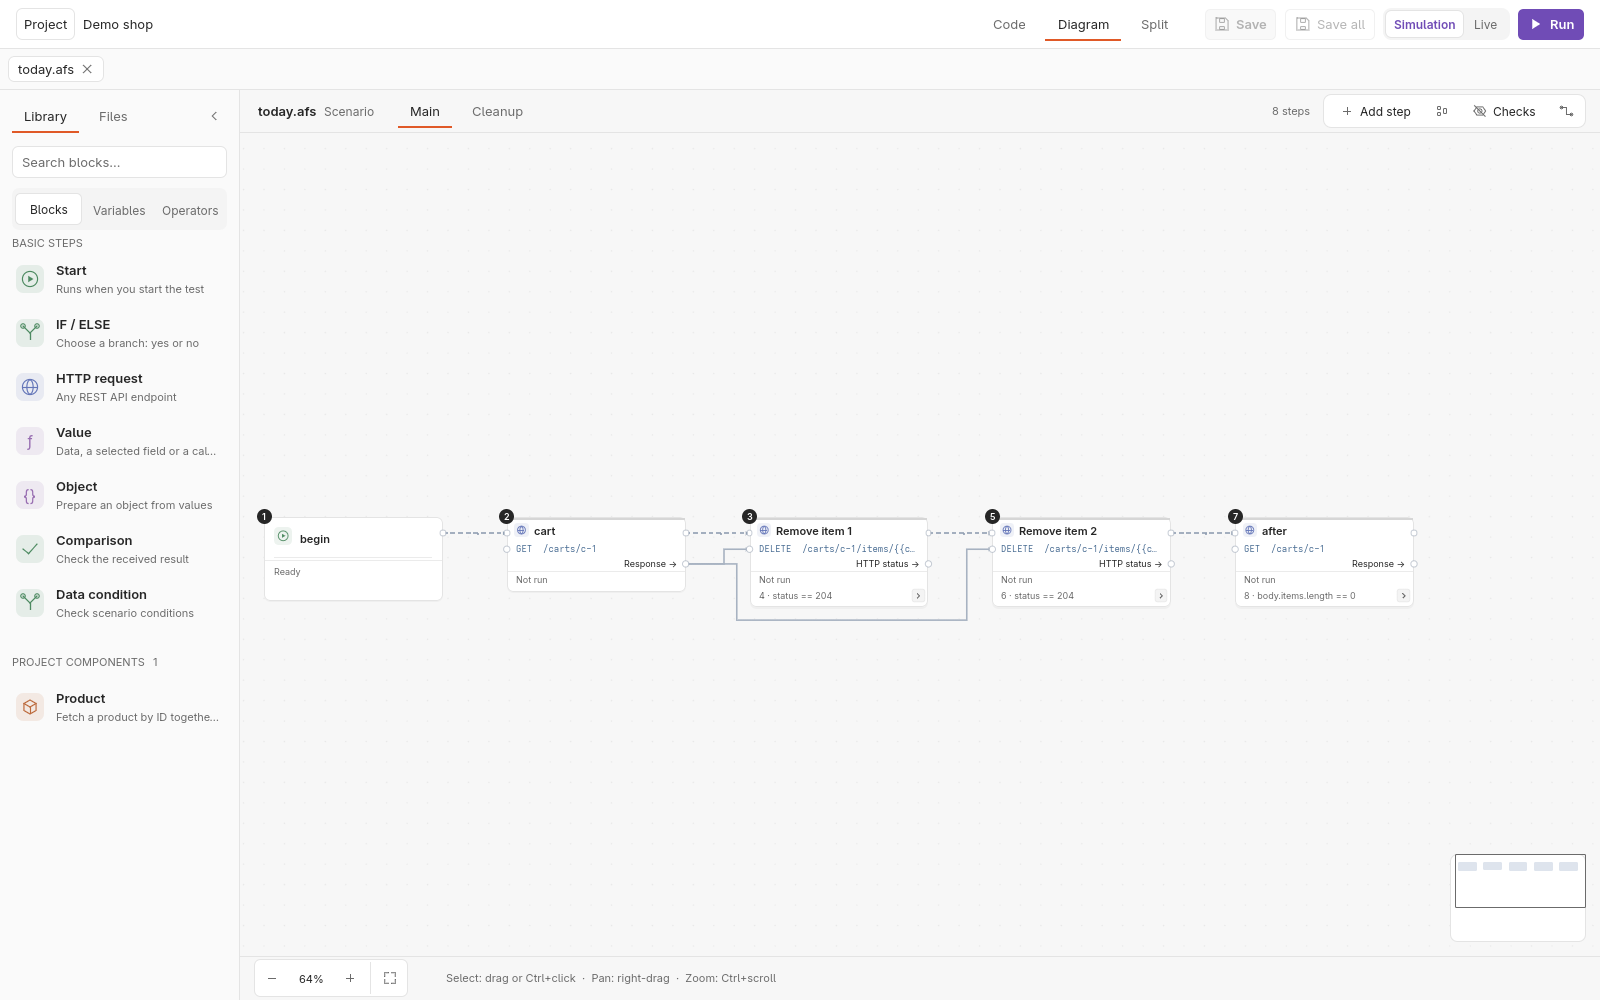 Project Demo shop
Code Diagram Split Save Save all Simulation Live Run
today.afs
Library Files
today.afs Scenario Main Cleanup
8 steps Add step Checks
Search blocks...
Blocks Variables Operators
BASIC STEPS
Start
Runs when you start the test
IF / ELSE
Choose a branch: yes or no
HTTP request
Any REST API endpoint
Value
Data, a selected field or a cal...
Object
Prepare an object from values
Comparison
Check the received result
Data condition
Check scenario conditions
PROJECT COMPONENTS 1
Product
Fetch a product by ID togethe...
1
begin
Ready
2
cart
GET /carts/c-1
Response →
Not run
3
Remove item 1
DELETE /carts/c-1/items/{{c…
HTTP status →
Not run
4 · status == 204
5
Remove item 2
DELETE /carts/c-1/items/{{c…
HTTP status →
Not run
6 · status == 204
7
after
GET /carts/c-1
Response →
Not run
8 · body.items.length == 0
64%
Select: drag or Ctrl+click · Pan: right-drag · Zoom: Ctrl+scroll